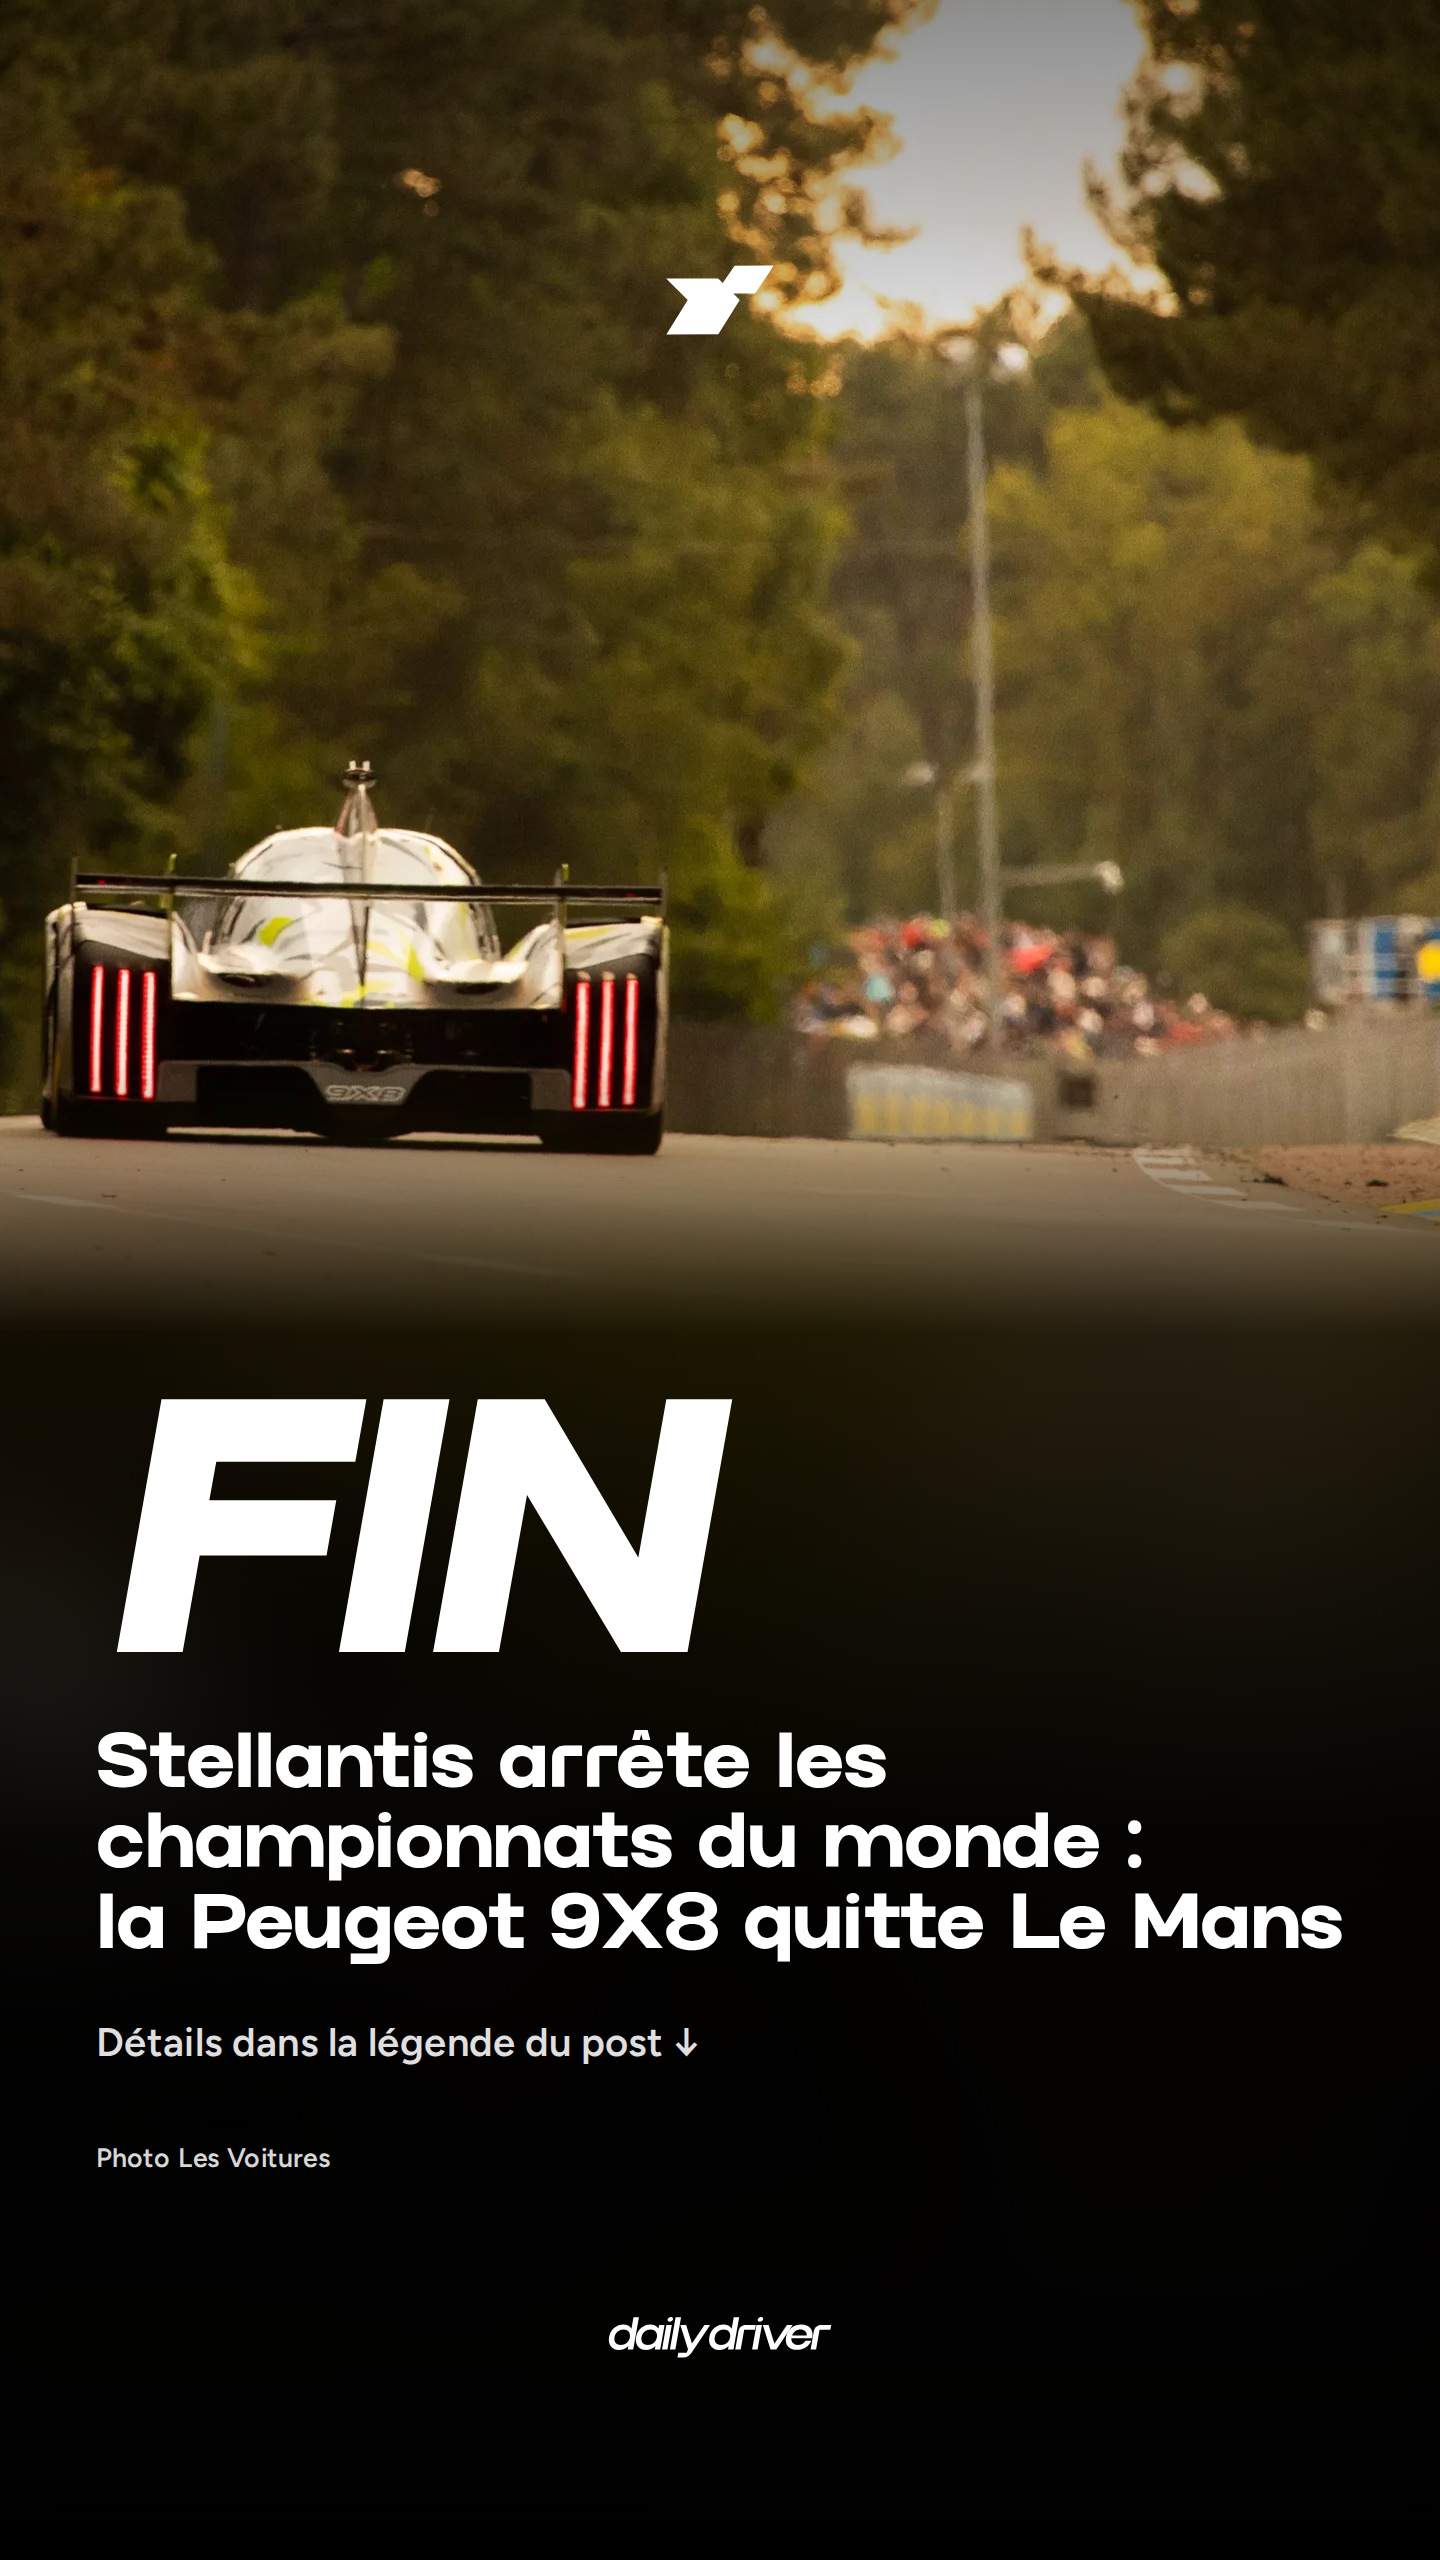 9X8
FIN
Stellantis arrête les
championnats du monde :
la Peugeot 9X8 quitte Le Mans
Détails dans la légende du post ↓
Photo Les Voitures
dailydriver